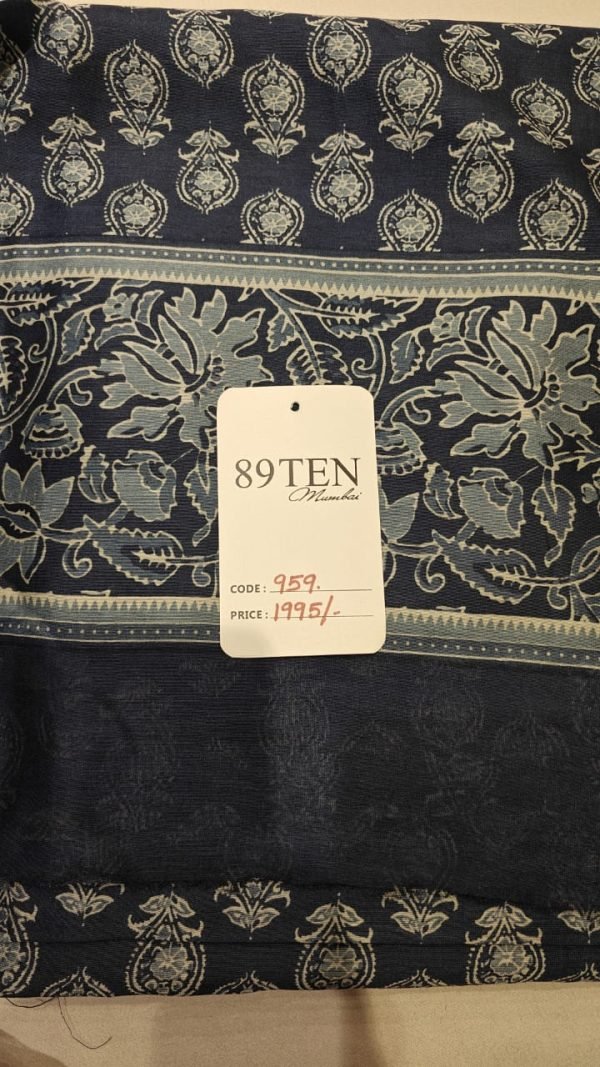 89TEN
Mumbai
CODE: 959.
PRICE: 1995/-